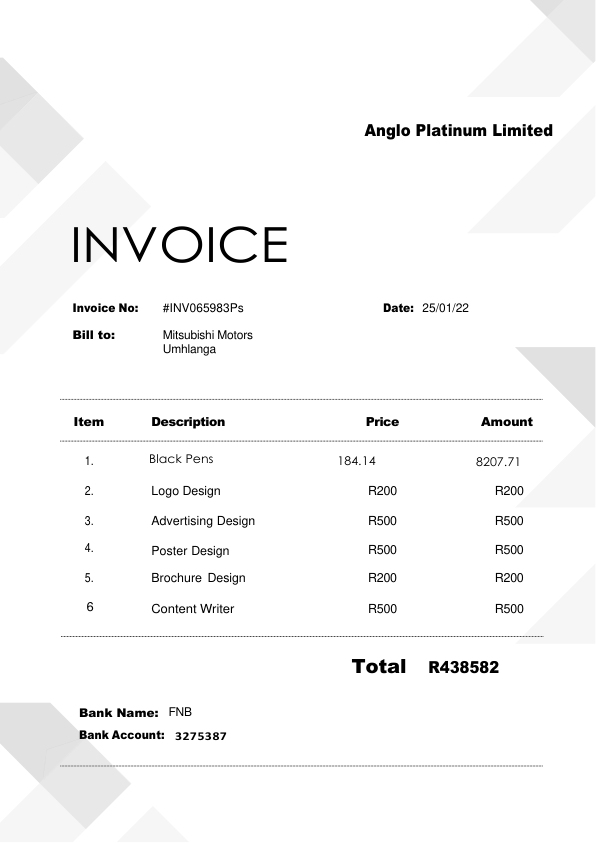 Anglo Platinum Limited
INVOICE
Invoice No: #INV065983Ps Date: 25/01/22
Bill to: Mitsubishi Motors
Umhlanga
Item Description Price Amount
1. Black Pens 184.14 8207.71
2. Logo Design R200 R200
3. Advertising Design R500 R500
4. Poster Design R500 R500
5. Brochure Design R200 R200
6 Content Writer R500 R500
Total R438582
Bank Name: FNB
Bank Account: 3275387